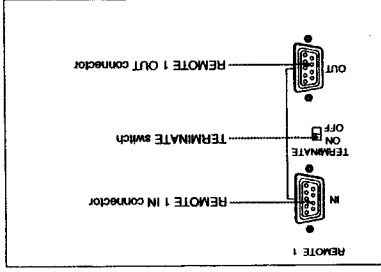 REMOTE 1
IN
REMOTE 1 IN connector
TERMINATE
ON
OFF
TERMINATE switch
OUT
REMOTE 1 OUT connector